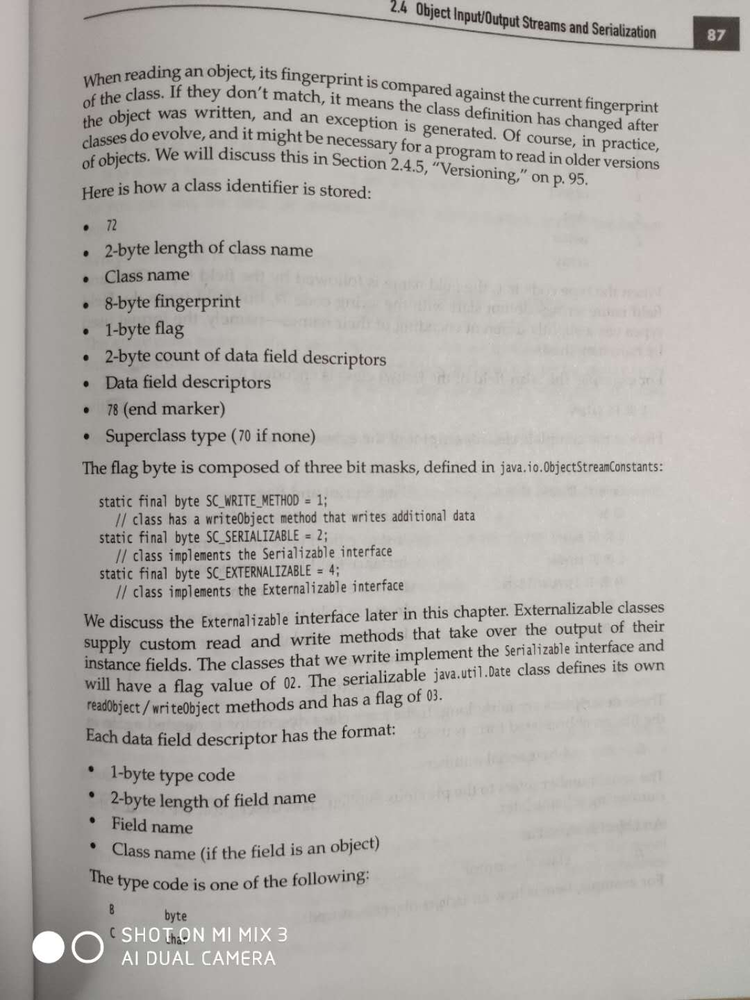 2.4 Object Input/Output Streams and Serialization
87
When reading an object, its fingerprint is compared against the current fingerprint
of the class. If they don't match, it means the class definition has changed after
the object was written, and an exception is generated. Of course, in practice,
classes do evolve, and it might be necessary for a program to read in older versions
of objects. We will discuss this in Section 2.4.5, "Versioning," on p. 95.
Here is how a class identifier is stored:
• 72
• 2-byte length of class name
• Class name
• 8-byte fingerprint
• 1-byte flag
• 2-byte count of data field descriptors
• Data field descriptors
• 78 (end marker)
• Superclass type (70 if none)
The flag byte is composed of three bit masks, defined in java.io.ObjectStreamConstants:
static final byte SC_WRITE_METHOD = 1;
// class has a writeObject method that writes additional data
static final byte SC_SERIALIZABLE = 2;
// class implements the Serializable interface
static final byte SC_EXTERNALIZABLE = 4;
// class implements the Externalizable interface
We discuss the Externalizable interface later in this chapter. Externalizable classes
supply custom read and write methods that take over the output of their
instance fields. The classes that we write implement the Serializable interface and
will have a flag value of 02. The serializable java.util.Date class defines its own
readObject/writeObject methods and has a flag of 03.
Each data field descriptor has the format:
• 1-byte type code
• 2-byte length of field name
• Field name
• Class name (if the field is an object)
The type code is one of the following:
B byte
C char
SHOT ON MI MIX 3
AI DUAL CAMERA